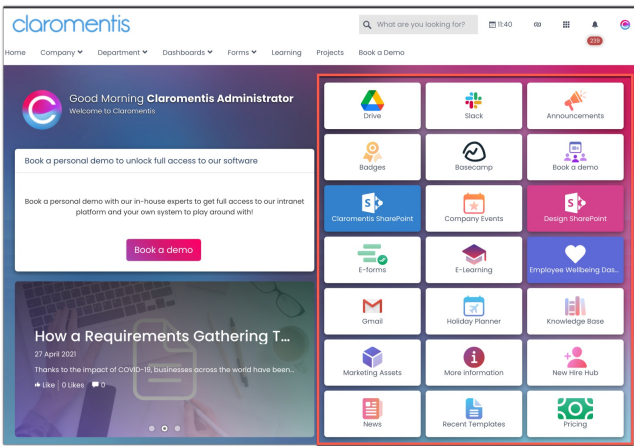 claromentis
What are you looking for?
11:40
239
Home Company Department Dashboards Forms Learning Projects Book a Demo
Good Morning Claromentis Administrator
Welcome to Claromentis
Book a personal demo to unlock full access to our software
Book a personal demo with our in-house experts to get full access to our intranet
platform and your own system to play around with!
Book a demo
How a Requirements Gathering T...
27 April 2021
Thanks to the impact of COVID-19, businesses across the world have been...
Like | 0 Likes 0
Drive Slack Announcements
Badges Basecamp Book a demo
Claromentis SharePoint Company Events Design SharePoint
E-forms E-Learning Employee Wellbeing Das...
Gmail Holiday Planner Knowledge Base
Marketing Assets More Information New Hire Hub
News Recent Templates Pricing